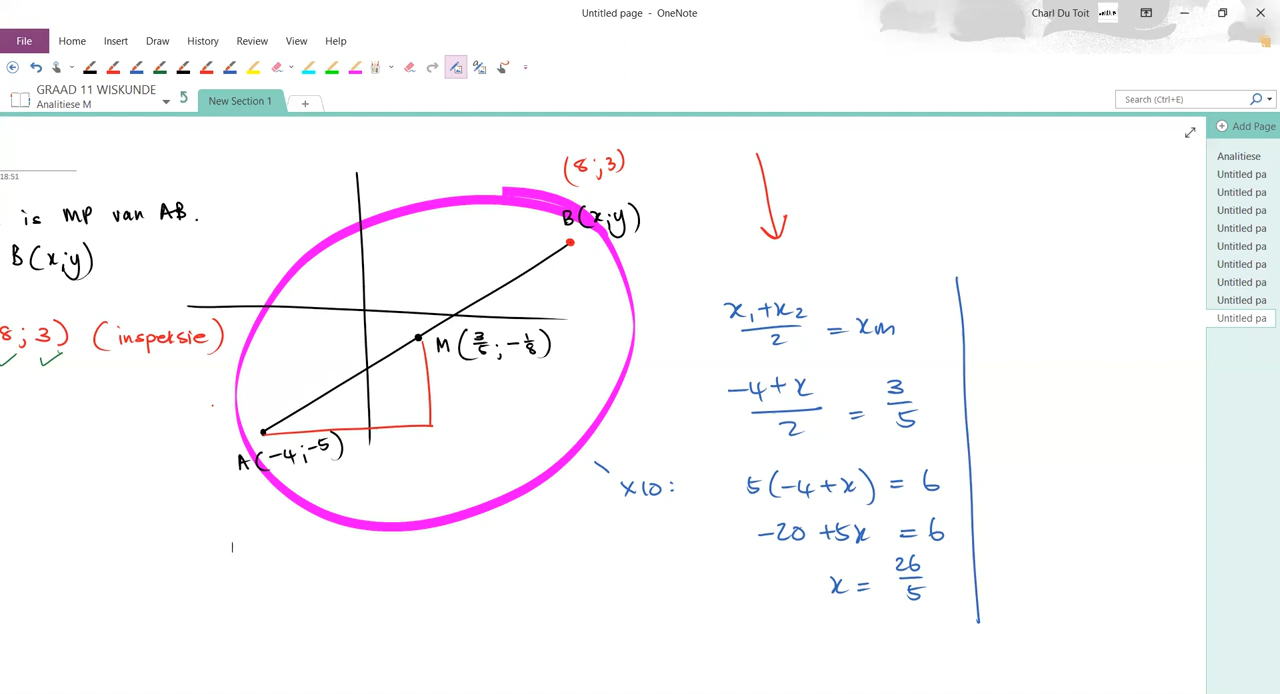 Untitled page - OneNote
Charl Du Toit
File Home Insert Draw History Review View Help
GRAAD 11 WISKUNDE
Analitiese M
New Section 1
+
Search (Ctrl+E)
Add Page
Analitiese
Untitled pa
Untitled pa
Untitled pa
Untitled pa
Untitled pa
Untitled pa
Untitled pa
Untitled pa
Untitled pa
18:51
is MP van AB.
B(x;y)
8;3) (inspeksie)
(8;3)
B(x;y)
M(3/5;-1/8)
A(-4;-5)
x₁+x₂/2 = xM
-4+x/2 = 3/5
×10: 5(-4+x) = 6
-20+5x = 6
x = 26/5